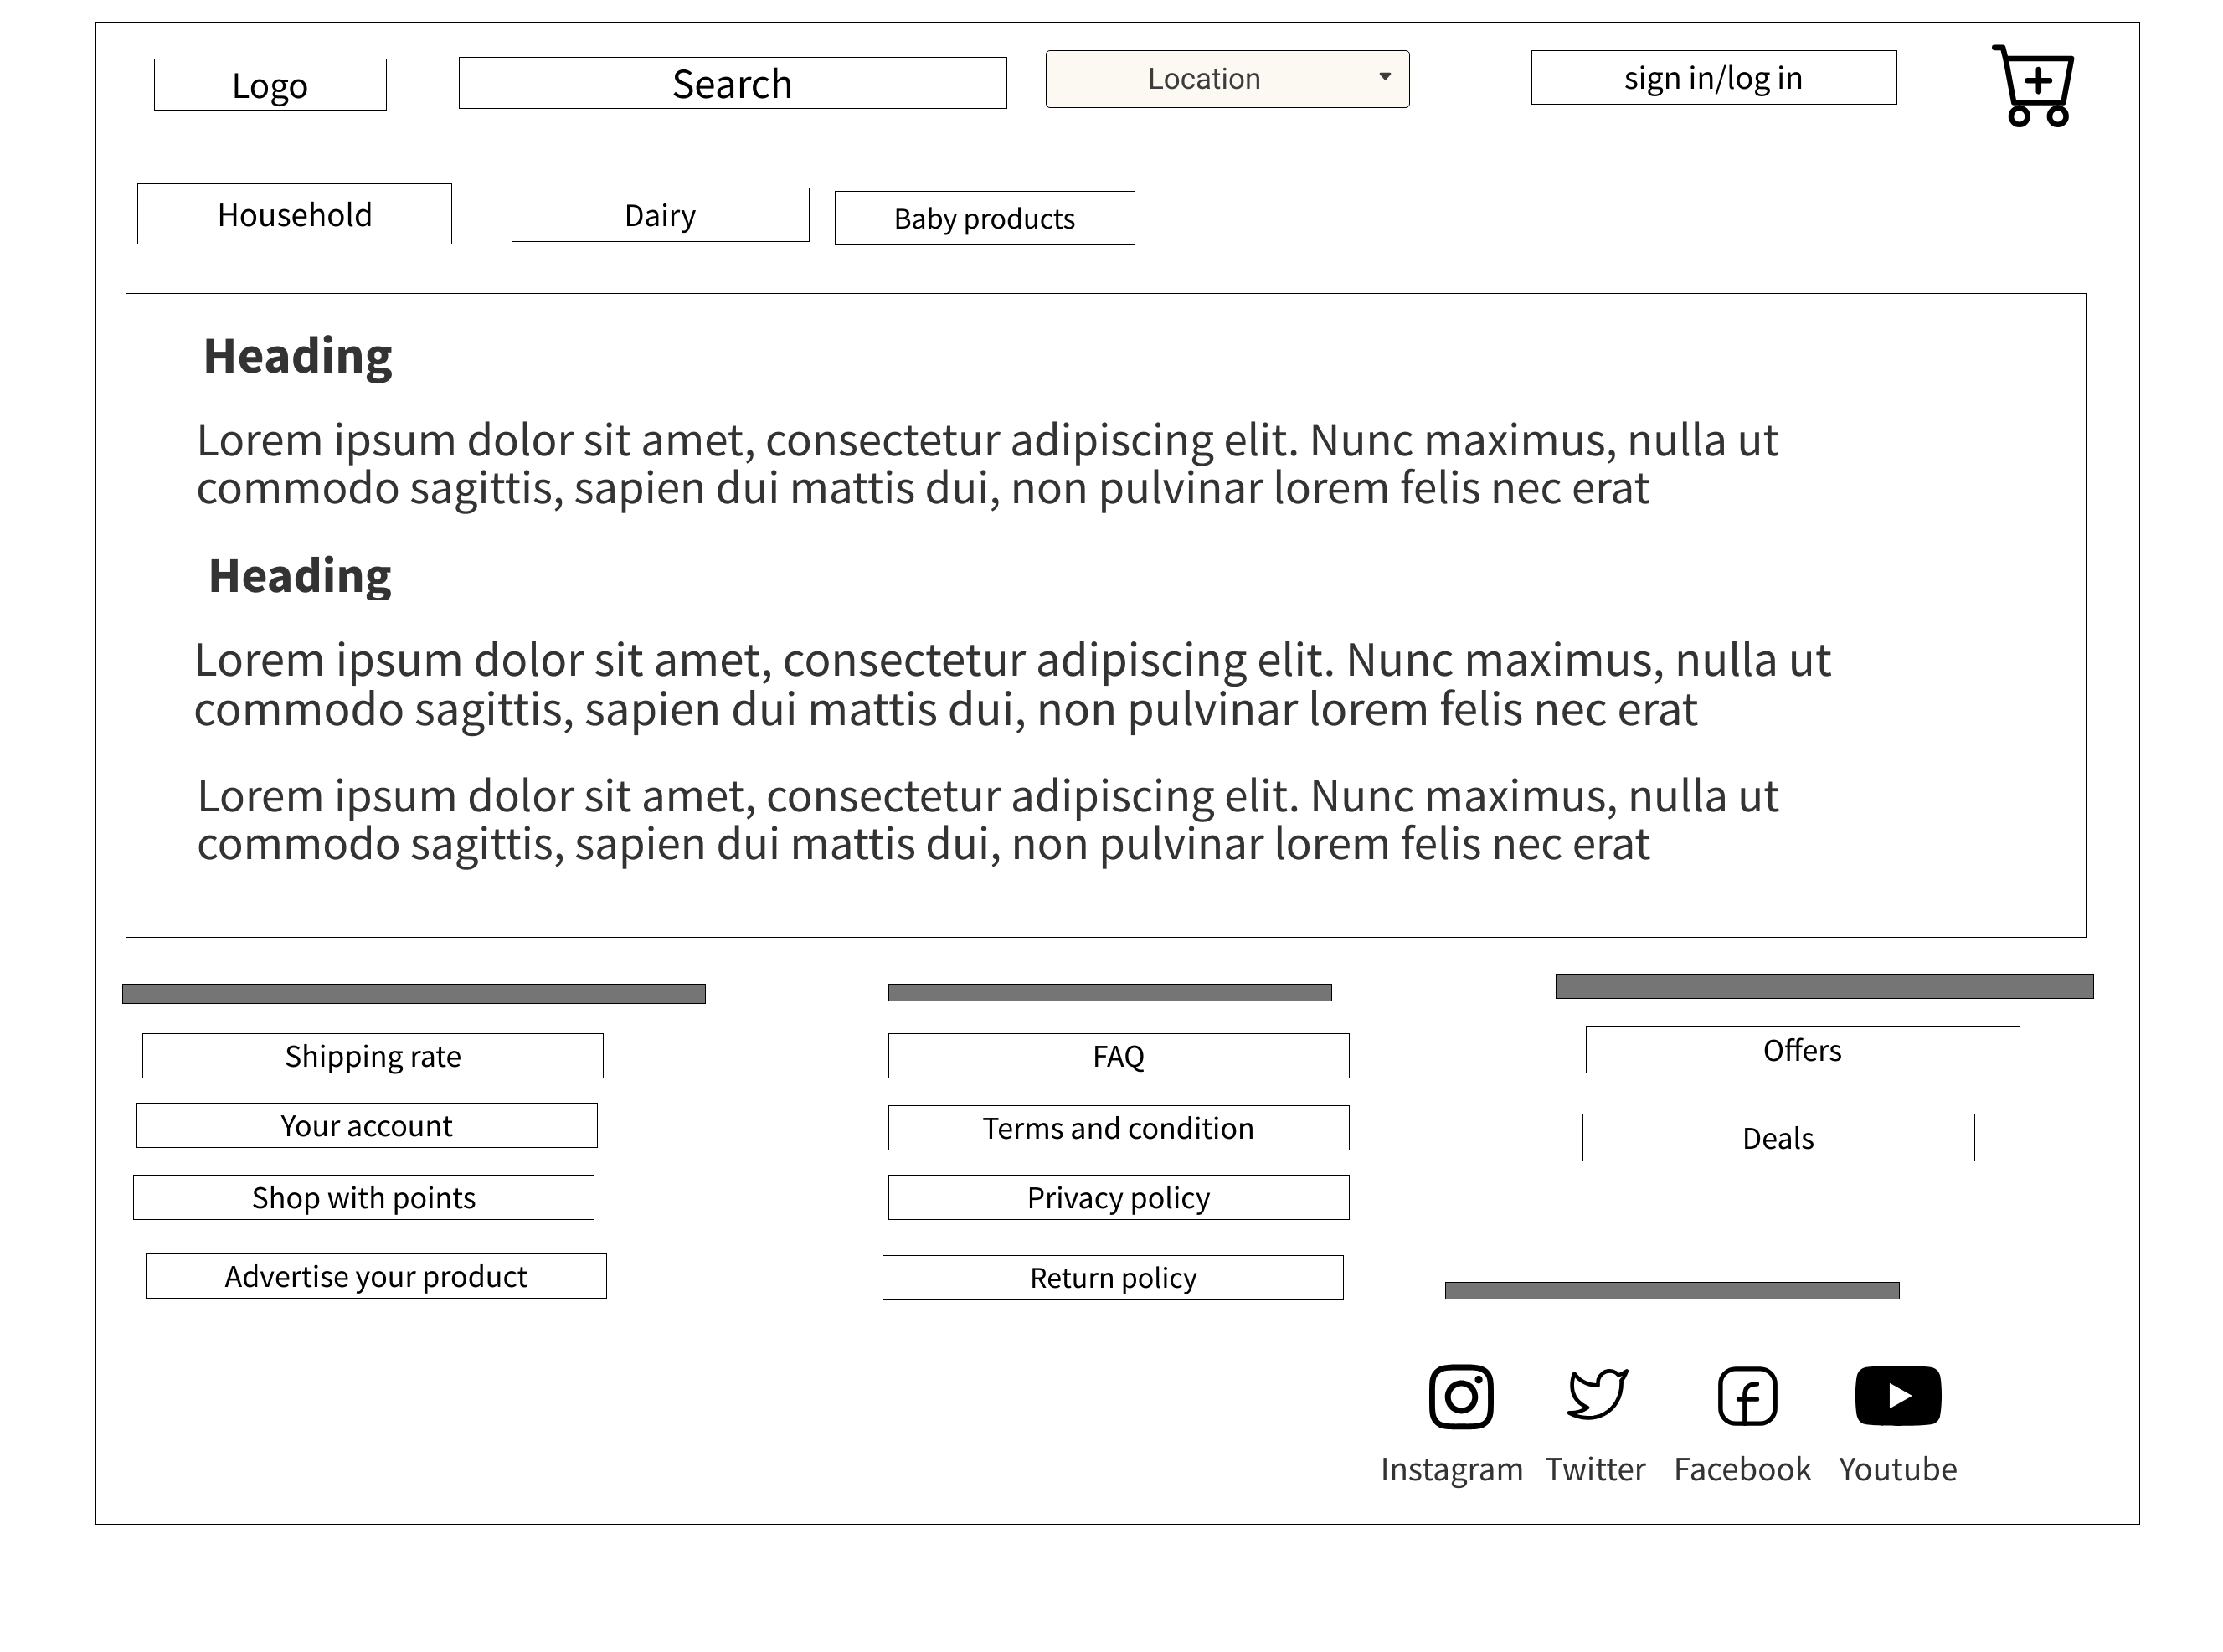 Logo
Search
Location
sign in/log in
Household
Dairy
Baby products
Heading
Lorem ipsum dolor sit amet, consectetur adipiscing elit. Nunc maximus, nulla ut
commodo sagittis, sapien dui mattis dui, non pulvinar lorem felis nec erat
Heading
Lorem ipsum dolor sit amet, consectetur adipiscing elit. Nunc maximus, nulla ut
commodo sagittis, sapien dui mattis dui, non pulvinar lorem felis nec erat
Lorem ipsum dolor sit amet, consectetur adipiscing elit. Nunc maximus, nulla ut
commodo sagittis, sapien dui mattis dui, non pulvinar lorem felis nec erat
Shipping rate
Your account
Shop with points
Advertise your product
FAQ
Terms and condition
Privacy policy
Return policy
Offers
Deals
Instagram
Twitter
Facebook
Youtube